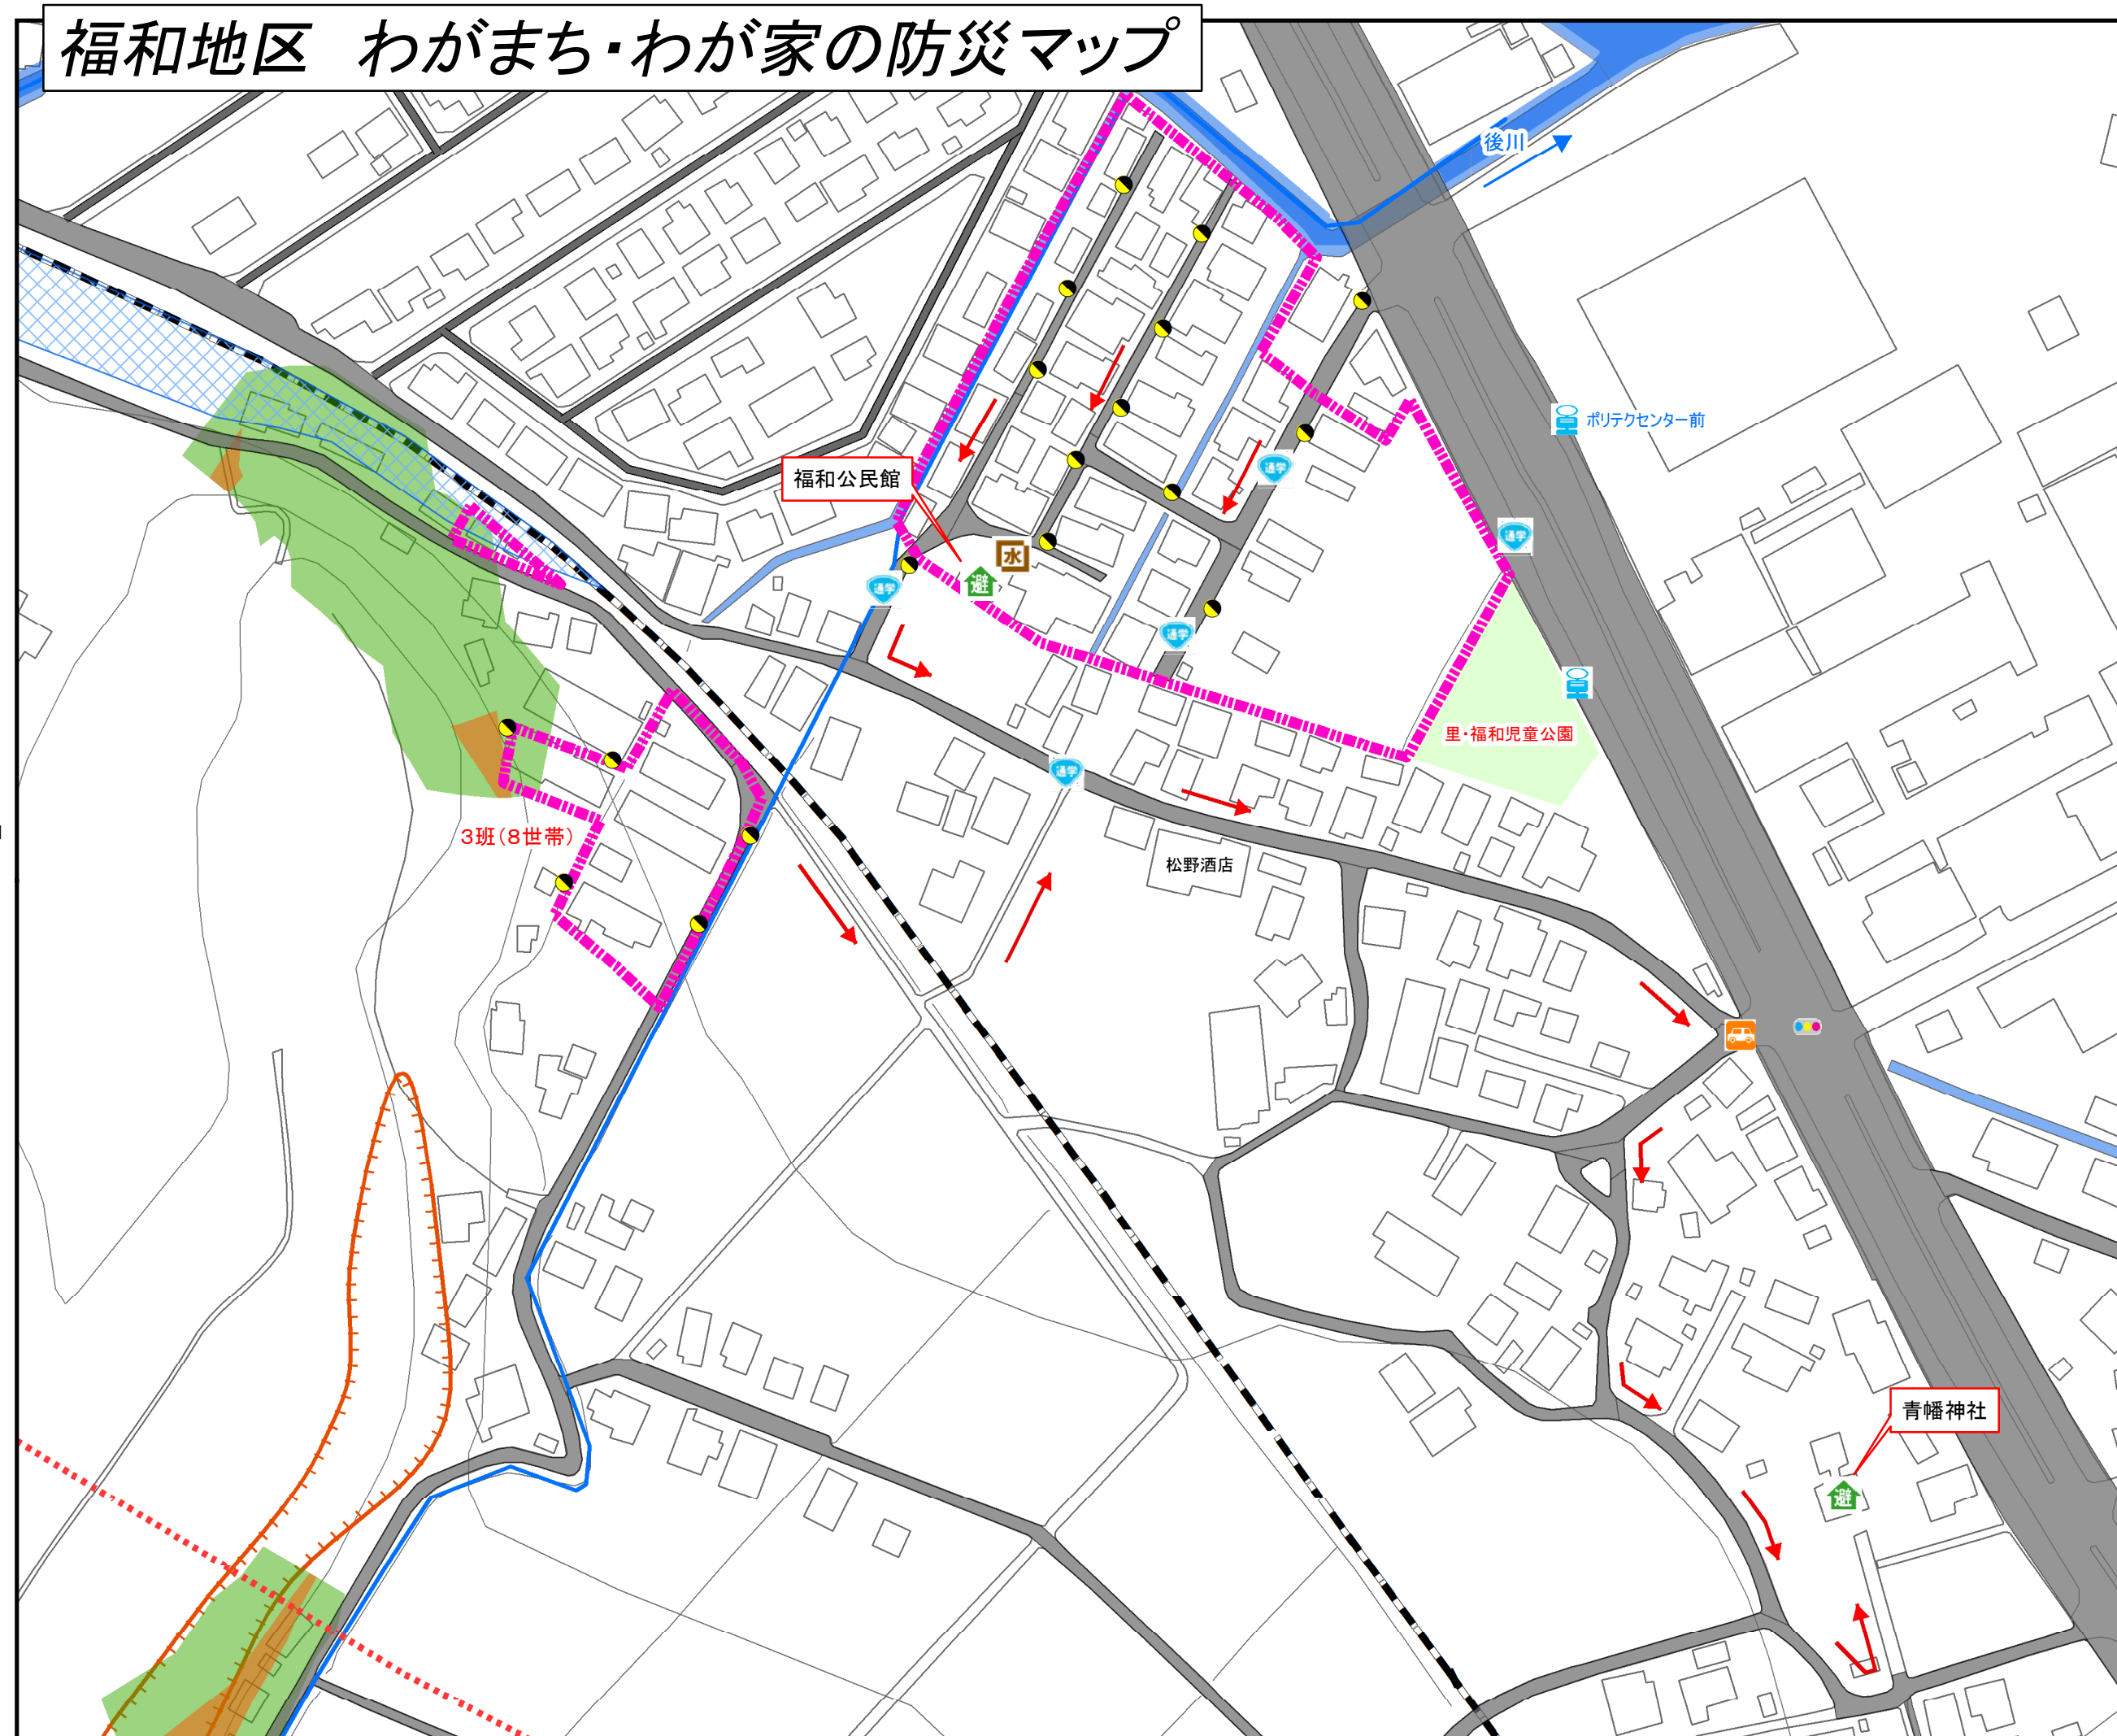 福和地区　わがまち・わが家の防災マップ
後川
ポリテクセンター前
福和公民館
通学
水
避
通学
通学
通学
里・福和児童公園
通学
3班（8世帯）
松野酒店
青幡神社
避